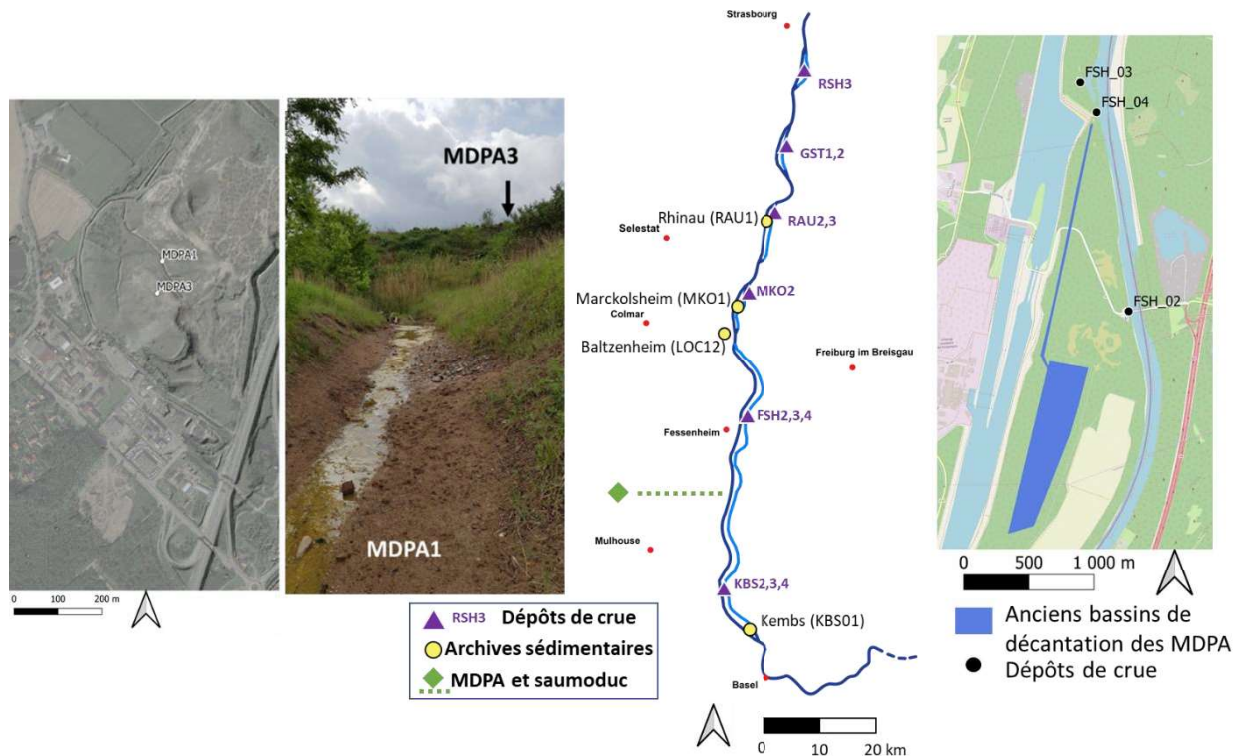 MDPA1
MDPA3
0 100 200 m
MDPA3
MDPA1
Strasbourg
RSH3
GST1,2
Rhinau (RAU1)
RAU2,3
Selestat
MKO2
Marckolsheim (MKO1)
Colmar
Baltzenheim (LOC12)
Freiburg im Breisgau
FSH2,3,4
Fessenheim
Mulhouse
KBS2,3,4
Kembs (KBS01)
Basel
0 10 20 km
RSH3 Dépôts de crue
Archives sédimentaires
MDPA et saumoduc
FSH_03
FSH_04
FSH_02
0 500 1 000 m
Anciens bassins de
décantation des MDPA
Dépôts de crue